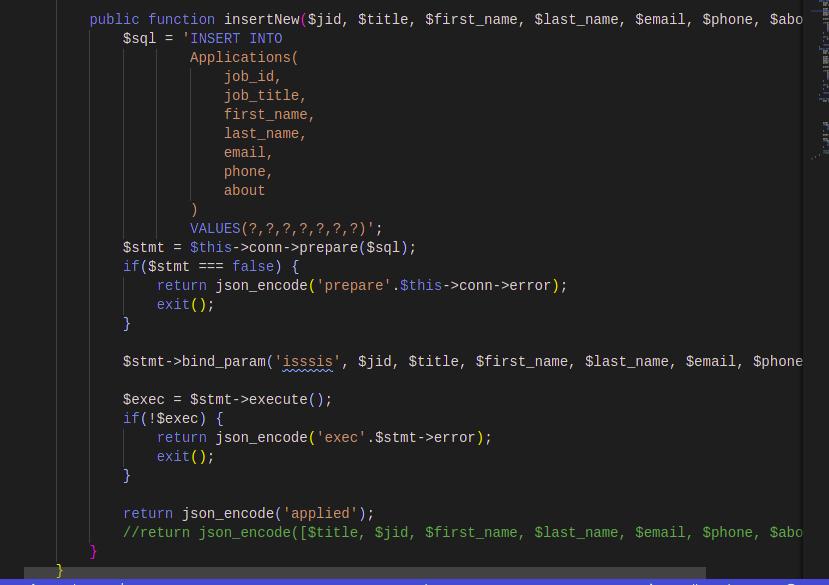 public function insertNew($jid, $title, $first_name, $last_name, $email, $phone, $abo
$sql = 'INSERT INTO
Applications(
job_id,
job_title,
first_name,
last_name,
email,
phone,
about
)
VALUES(?,?,?,?,?,?,?)';
$stmt = $this->conn->prepare($sql);
if($stmt === false) {
return json_encode('prepare'.$this->conn->error);
exit();
}
$stmt->bind_param('isssis', $jid, $title, $first_name, $last_name, $email, $phone
$exec = $stmt->execute();
if(!$exec) {
return json_encode('exec'.$stmt->error);
exit();
}
return json_encode('applied');
//return json_encode([$title, $jid, $first_name, $last_name, $email, $phone, $abo
}
}